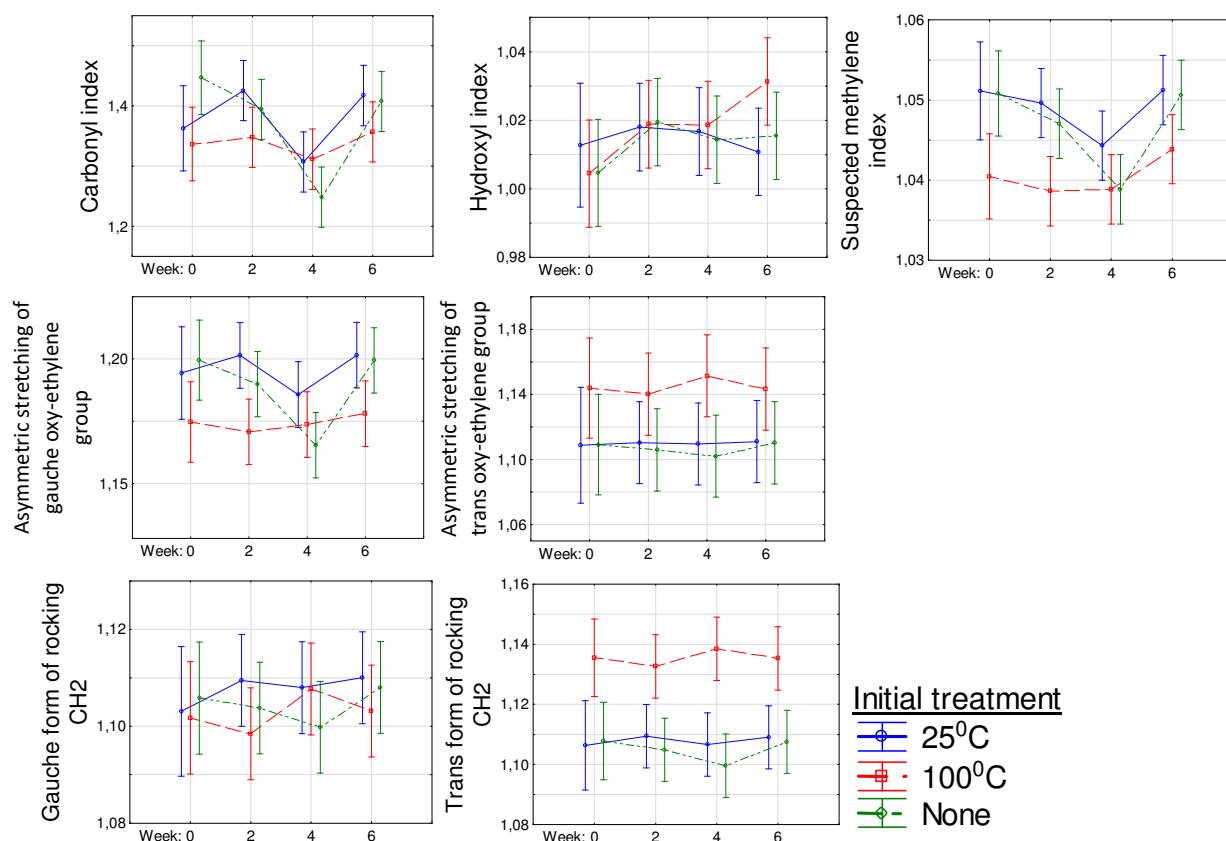 Carbonyl index
1,4
1,2
Week: 0 2 4 6
Hydroxyl index
1,04
1,02
1,00
0,98
Week: 0 2 4 6
Suspected methylene
index
1,06
1,05
1,04
1,03
Week: 0 2 4 6
Asymmetric stretching of
gauche oxy-ethylene
group
1,20
1,15
Week: 0 2 4 6
Asymmetric stretching of
trans oxy-ethylene group
1,18
1,14
1,10
1,06
Week: 0 2 4 6
Gauche form of rocking
CH2
1,12
1,10
1,08
Week: 0 2 4 6
Trans form of rocking
CH2
1,16
1,14
1,12
1,10
1,08
Week: 0 2 4 6
Initial treatment
25⁰C
100⁰C
None